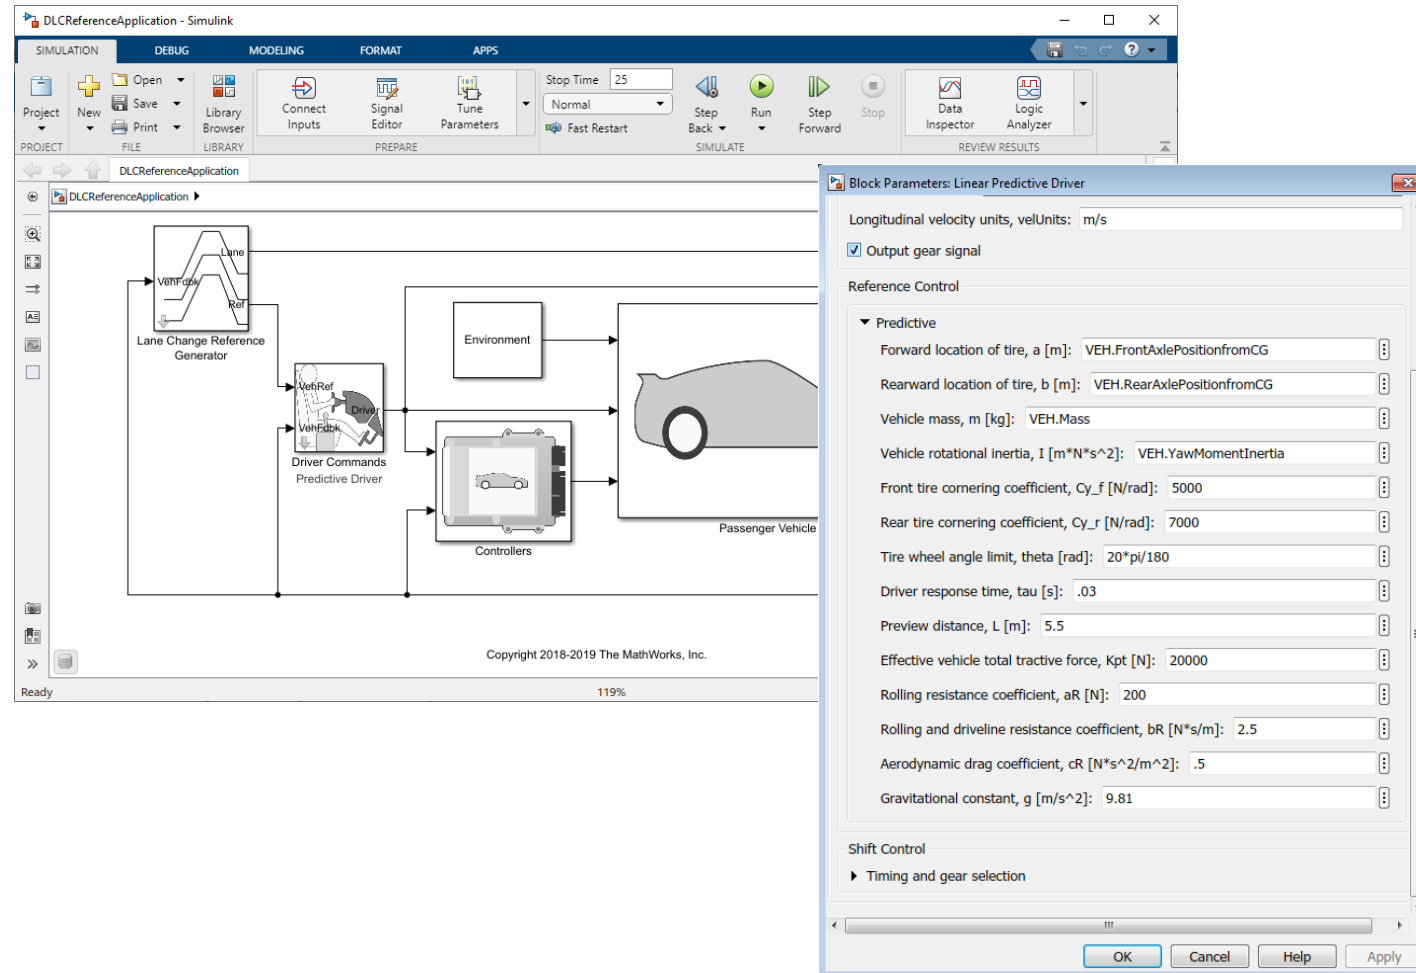 DLCReferenceApplication - Simulink
SIMULATION DEBUG MODELING FORMAT APPS
Project
New
Open
Save
Print
Library
Browser
Connect
Inputs
Signal
Editor
Tune
Parameters
Stop Time 25
Normal
Fast Restart
Step
Back
Run
Step
Forward
Stop
Data
Inspector
Logic
Analyzer
PROJECT FILE LIBRARY PREPARE SIMULATE REVIEW RESULTS
DLCReferenceApplication
DLCReferenceApplication
Lane
VehFdbk
Ref
Lane Change Reference
Generator
VehRef
Driver
VehFdbk
Driver Commands
Predictive Driver
Environment
Controllers
Passenger Vehicle
Copyright 2018-2019 The MathWorks, Inc.
Ready 119%
Block Parameters: Linear Predictive Driver
Longitudinal velocity units, velUnits: m/s
Output gear signal
Reference Control
Predictive
Forward location of tire, a [m]: VEH.FrontAxlePositionfromCG
Rearward location of tire, b [m]: VEH.RearAxlePositionfromCG
Vehicle mass, m [kg]: VEH.Mass
Vehicle rotational inertia, I [m*N*s^2]: VEH.YawMomentInertia
Front tire cornering coefficient, Cy_f [N/rad]: 5000
Rear tire cornering coefficient, Cy_r [N/rad]: 7000
Tire wheel angle limit, theta [rad]: 20*pi/180
Driver response time, tau [s]: .03
Preview distance, L [m]: 5.5
Effective vehicle total tractive force, Kpt [N]: 20000
Rolling resistance coefficient, aR [N]: 200
Rolling and driveline resistance coefficient, bR [N*s/m]: 2.5
Aerodynamic drag coefficient, cR [N*s^2/m^2]: .5
Gravitational constant, g [m/s^2]: 9.81
Shift Control
Timing and gear selection
OK Cancel Help Apply